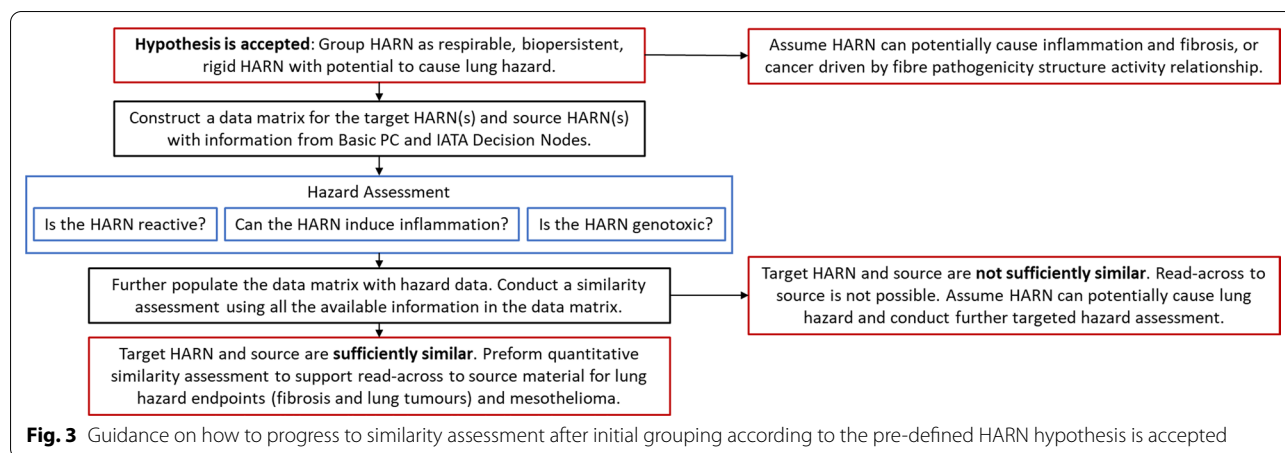 Hypothesis is accepted: Group HARN as respirable, biopersistent,
rigid HARN with potential to cause lung hazard.
Assume HARN can potentially cause inflammation and fibrosis, or
cancer driven by fibre pathogenicity structure activity relationship.
Construct a data matrix for the target HARN(s) and source HARN(s)
with information from Basic PC and IATA Decision Nodes.
Hazard Assessment
Is the HARN reactive?
Can the HARN induce inflammation?
Is the HARN genotoxic?
Further populate the data matrix with hazard data. Conduct a similarity
assessment using all the available information in the data matrix.
Target HARN and source are not sufficiently similar. Read-across to
source is not possible. Assume HARN can potentially cause lung
hazard and conduct further targeted hazard assessment.
Target HARN and source are sufficiently similar. Preform quantitative
similarity assessment to support read-across to source material for lung
hazard endpoints (fibrosis and lung tumours) and mesothelioma.
Fig. 3 Guidance on how to progress to similarity assessment after initial grouping according to the pre-defined HARN hypothesis is accepted